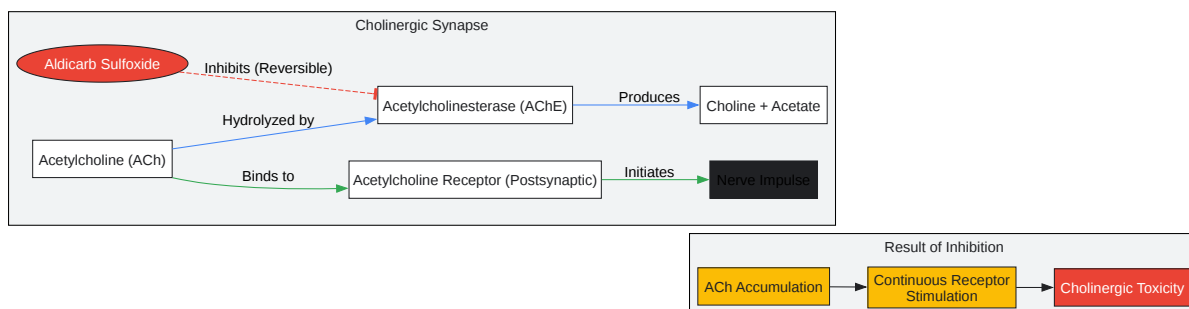 Cholinergic Synapse
Aldicarb Sulfoxide
Inhibits (Reversible)
Acetylcholinesterase (AChE)
Produces
Choline + Acetate
Hydrolyzed by
Acetylcholine (ACh)
Binds to
Acetylcholine Receptor (Postsynaptic)
Initiates
Nerve Impulse
Result of Inhibition
ACh Accumulation
Continuous Receptor
Stimulation
Cholinergic Toxicity